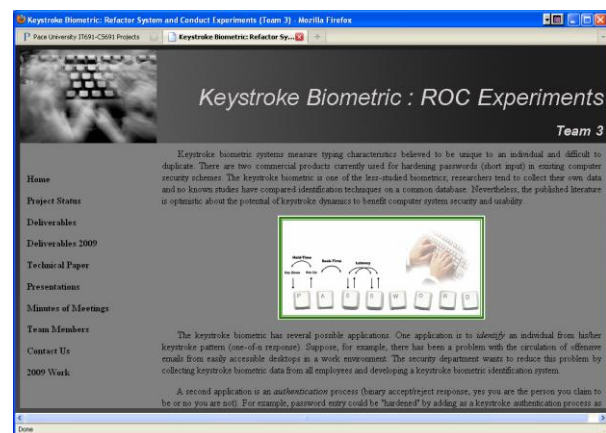 Keystroke Biometric: Refactor System and Conduct Experiments (Team 3) - Mozilla Firefox
Pace University IT691-CS691 Projects
Keystroke Biometric: Refactor Sy...
Keystroke Biometric : ROC Experiments
Team 3
Home
Project Status
Deliverables
Deliverables 2009
Technical Paper
Presentations
Minutes of Meetings
Team Members
Contact Us
2009 Work
Keystroke biometric systems measure typing characteristics believed to be unique to an individual and difficult to
duplicate. There are two commercial products currently used for hardening passwords (short input) in existing computer
security schemes. The keystroke biometric is one of the less-studied biometrics; researchers tend to collect their own data
and no known studies have compared identification techniques on a common database. Nevertheless, the published literature
is optimistic about the potential of keystroke dynamics to benefit computer system security and usability.
Hold-Time
Latency
Key Down
Key Up
P A S S W O R D
The keystroke biometric has several possible applications. One application is to identify an individual from his/her
keystroke pattern (one-of-n response). Suppose, for example, there has been a problem with the circulation of offensive
emails from easily accessible desktops in a work environment. The security department wants to reduce this problem by
collecting keystroke biometric data from all employees and developing a keystroke biometric identification system.
A second application is an authentication process (binary accept/reject response, yes you are the person you claim to
be or no you are not). For example, password entry could be "hardened" by adding as a keystroke authentication process as
Done